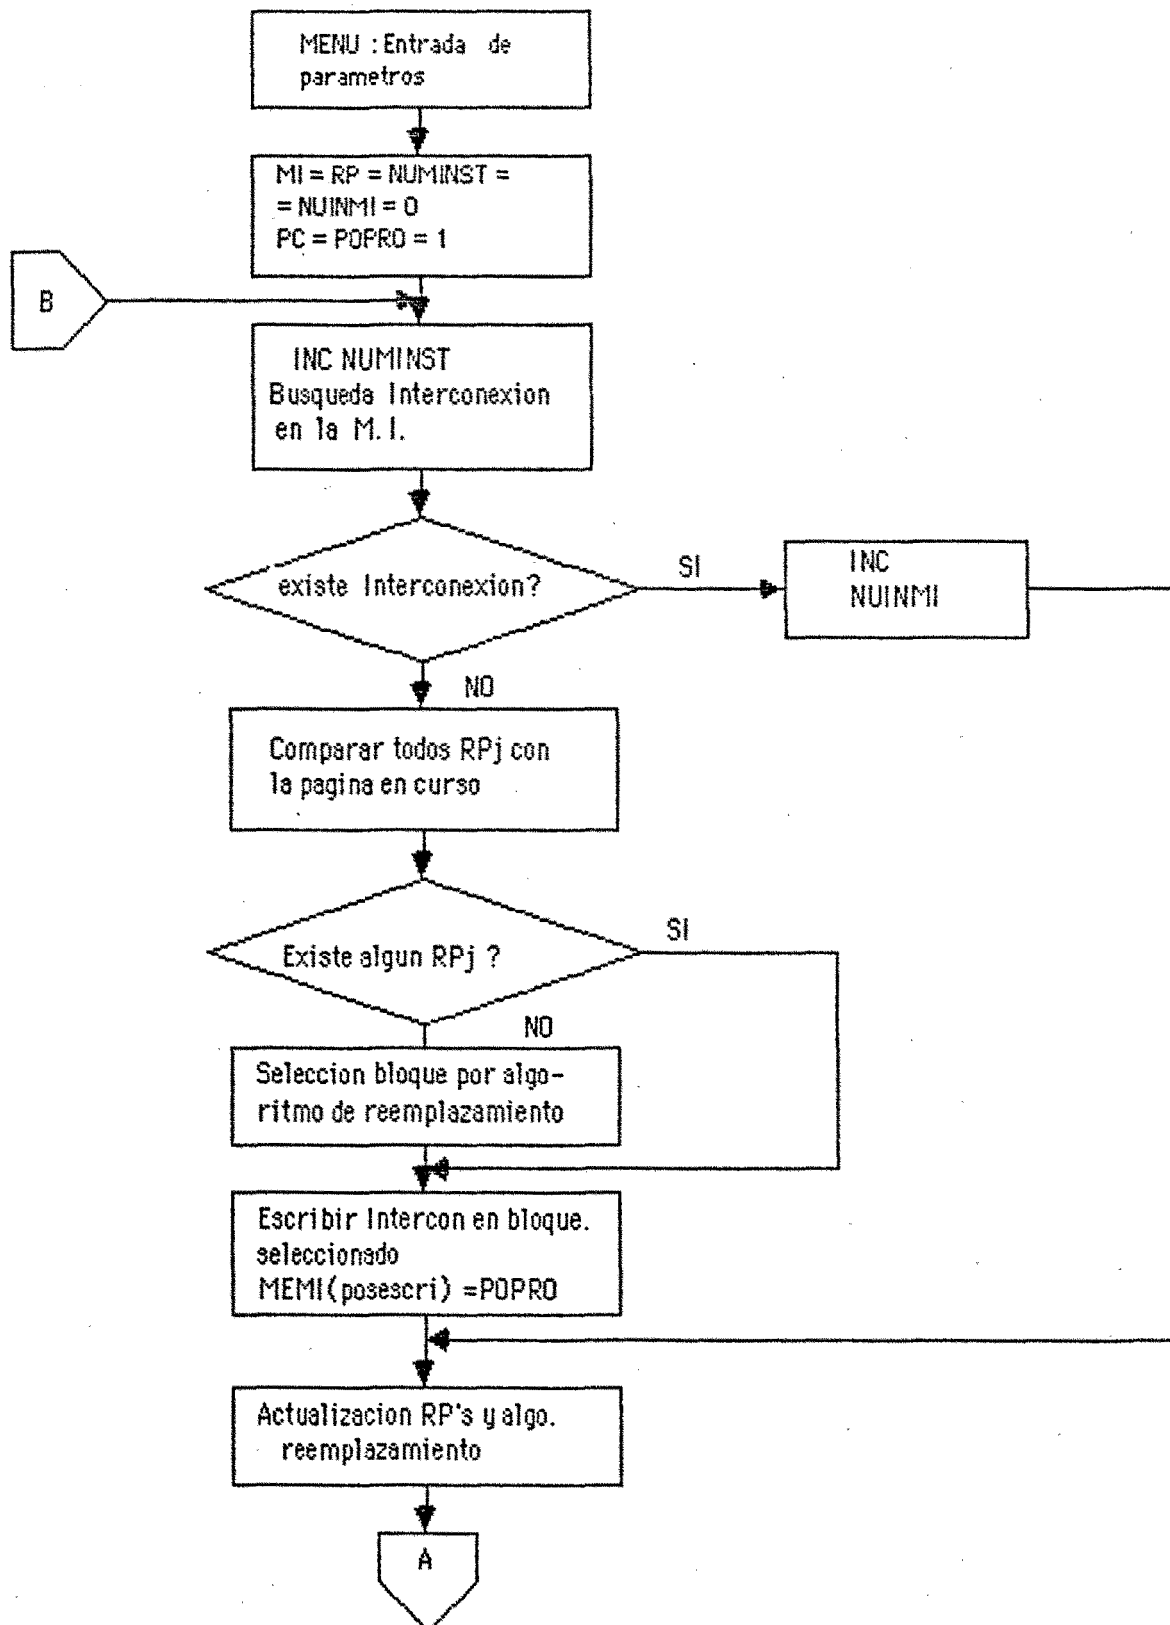 MENU : Entrada de
parametros
MI = RP = NUMINST =
= NUINMI = 0
PC = POPRO = 1
B
INC NUMINST
Busqueda Interconexion
en la M.I.
existe Interconexion?
SI
INC
NUINMI
NO
Comparar todos RPj con
la pagina en curso
Existe algun RPj ?
SI
NO
Seleccion bloque por algo-
ritmo de reemplazamiento
Escribir Intercon en bloque.
seleccionado
MEMI(posescri) =POPRO
Actualizacion RP's y algo.
reemplazamiento
A